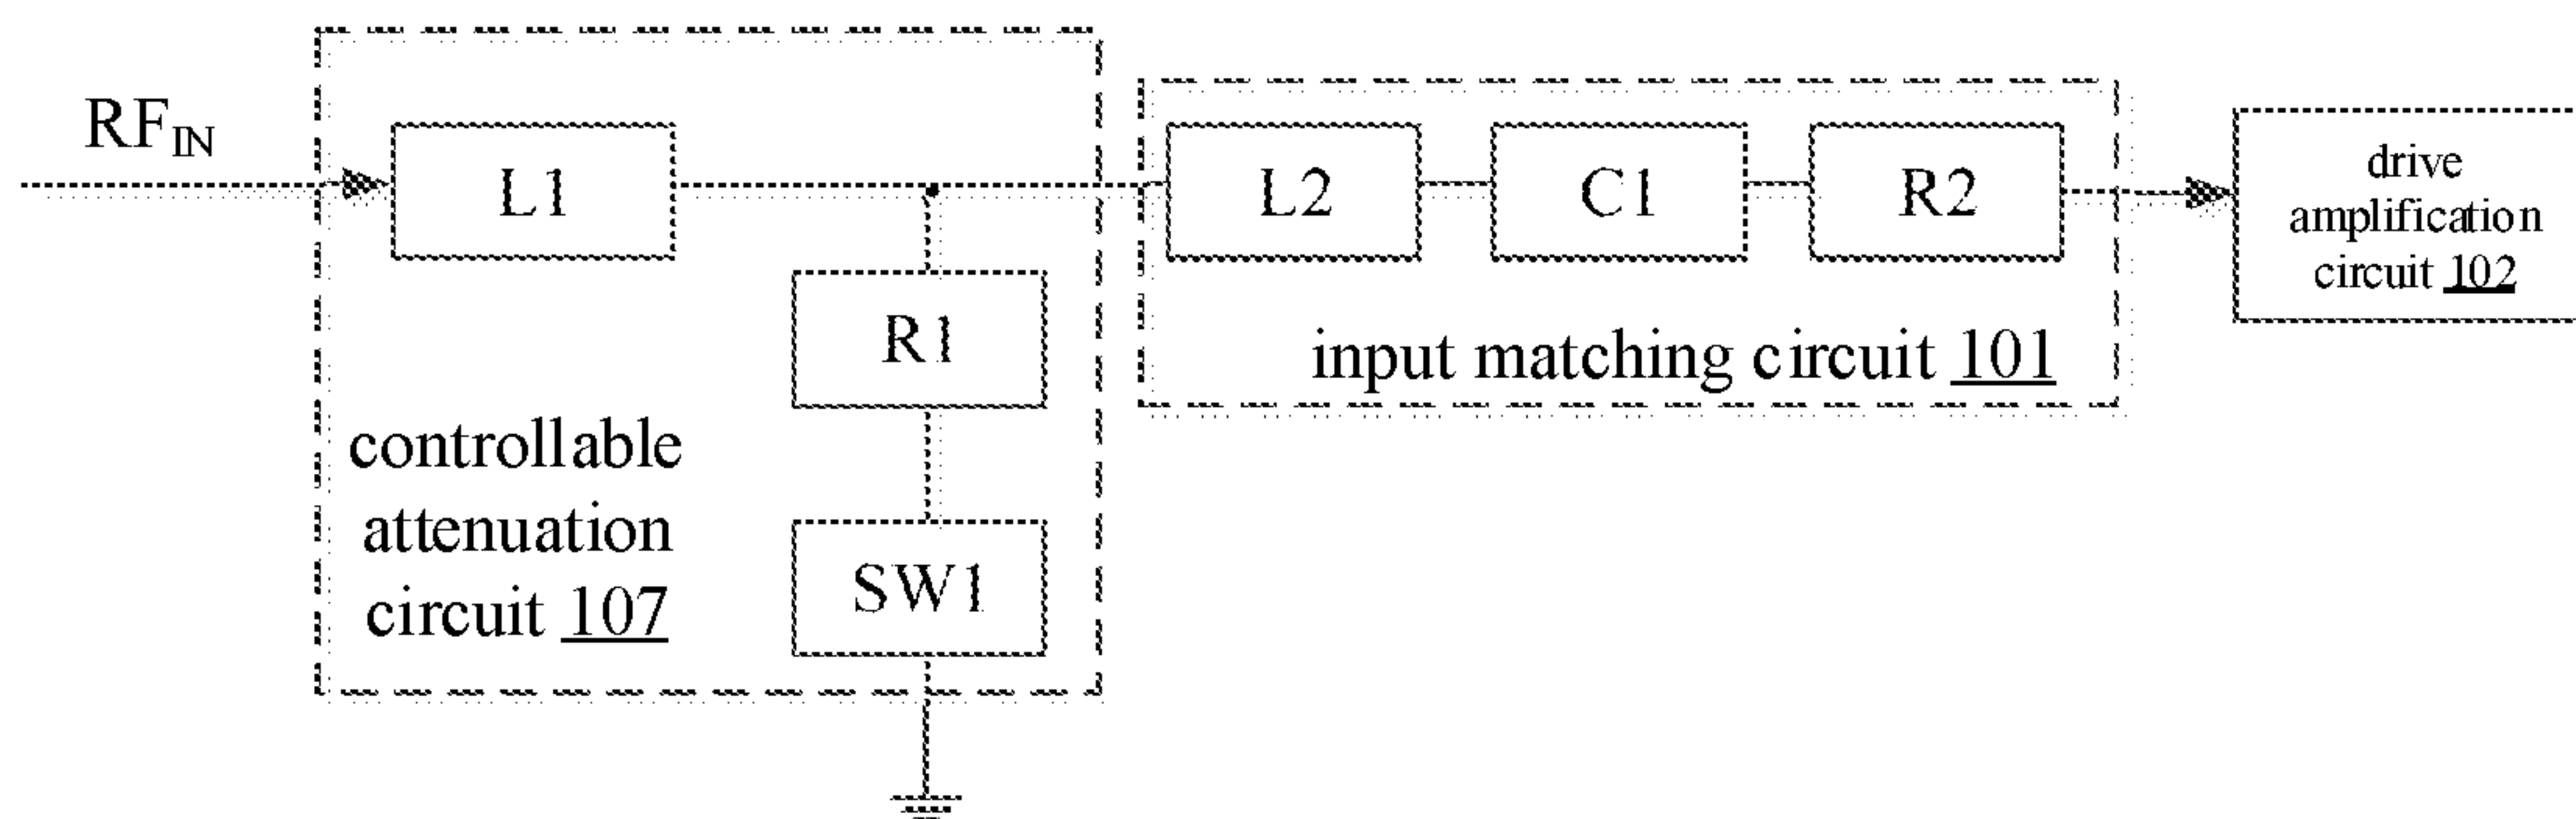 RF_IN
L1
L2
C1
R2
drive
amplification
circuit 102
R1
input matching circuit 101
controllable
attenuation
circuit 107
SW1